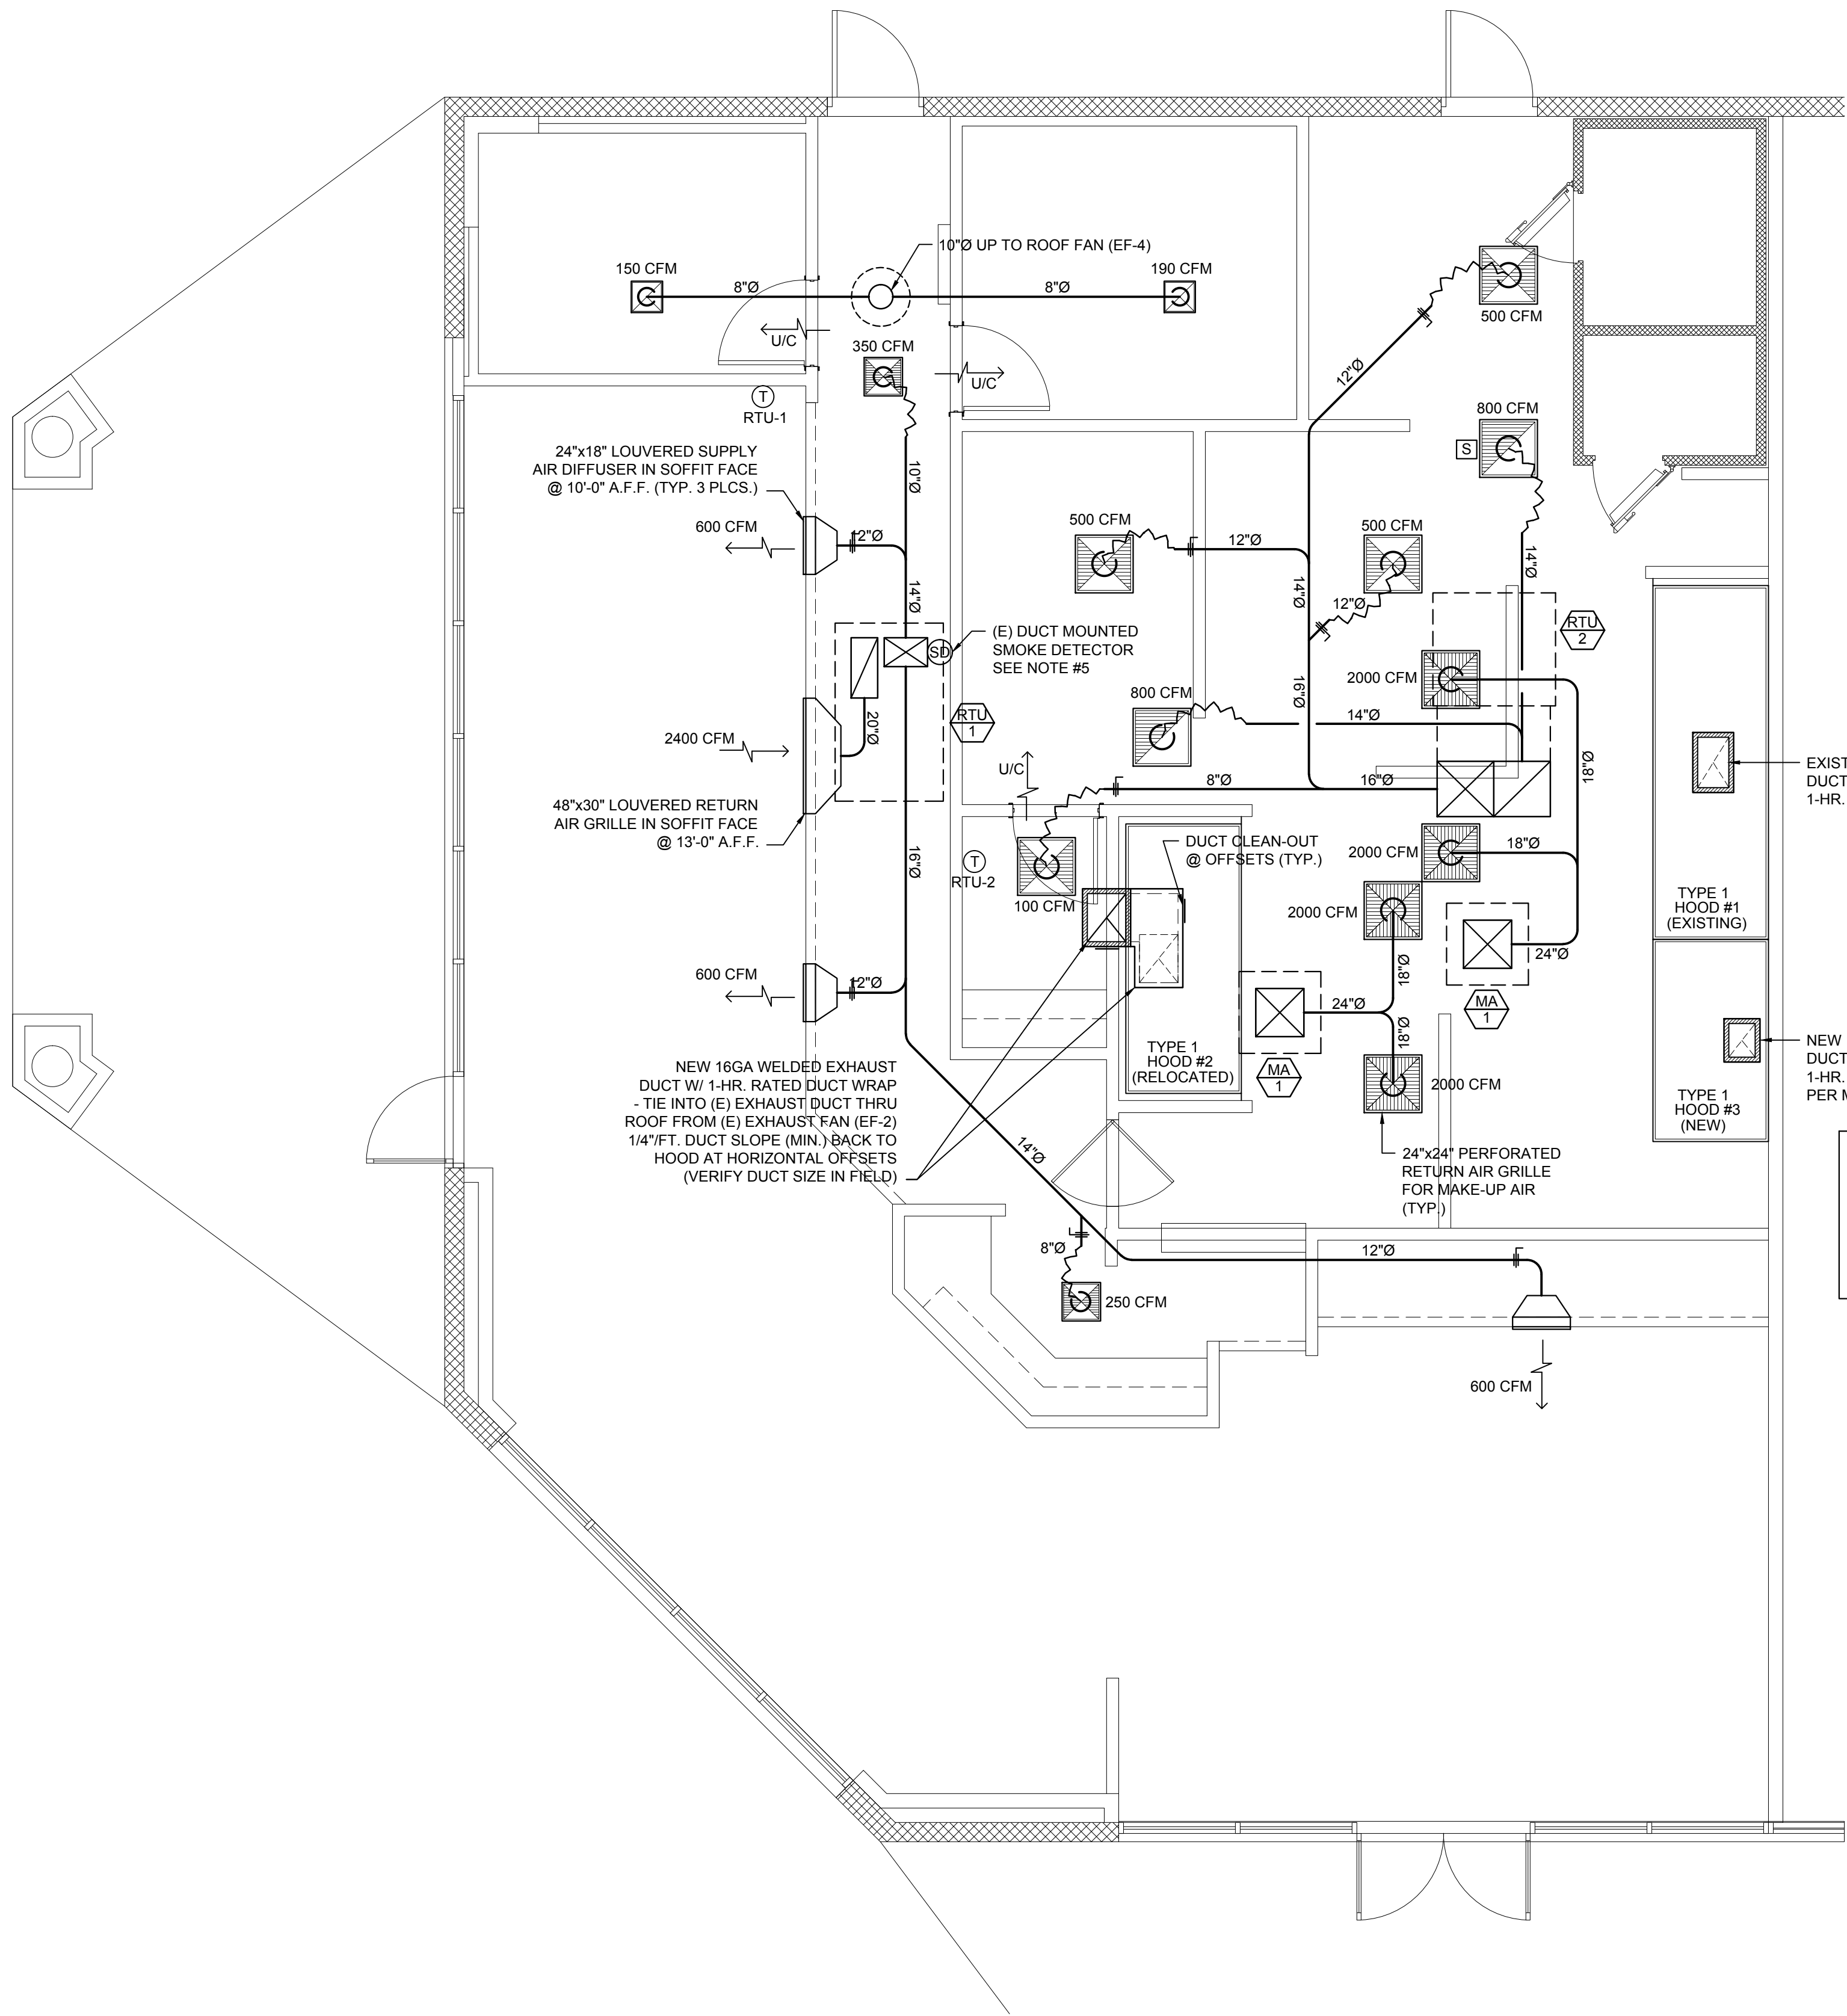 10"Ø UP TO ROOF FAN (EF-4)
150 CFM
190 CFM
8"Ø
8"Ø
U/C
350 CFM
U/C
500 CFM
12"Ø
T
RTU-1
800 CFM
S
24"x18" LOUVERED SUPPLY
AIR DIFFUSER IN SOFFIT FACE
@ 10'-0" A.F.F. (TYP. 3 PLCS.)
10"Ø
600 CFM
12"Ø
500 CFM
12"Ø
500 CFM
14"Ø
14"Ø
14"Ø
12"Ø
(E) DUCT MOUNTED
SMOKE DETECTOR
SEE NOTE #5
SD
RTU
2
2000 CFM
800 CFM
16"Ø
14"Ø
RTU
1
20"Ø
2400 CFM
U/C
8"Ø
16"Ø
18"Ø
EXIST
DUCT
1-HR.
48"x30" LOUVERED RETURN
AIR GRILLE IN SOFFIT FACE
@ 13'-0" A.F.F.
16"Ø
T
RTU-2
DUCT CLEAN-OUT
@ OFFSETS (TYP.)
2000 CFM
18"Ø
100 CFM
2000 CFM
TYPE 1
HOOD #1
(EXISTING)
24"Ø
18"Ø
600 CFM
12"Ø
24"Ø
MA
1
18"Ø
TYPE 1
HOOD #2
(RELOCATED)
MA
1
2000 CFM
NEW
DUCT
1-HR.
PER M
TYPE 1
HOOD #3
(NEW)
NEW 16GA WELDED EXHAUST
DUCT W/ 1-HR. RATED DUCT WRAP
- TIE INTO (E) EXHAUST DUCT THRU
ROOF FROM (E) EXHAUST FAN (EF-2)
1/4"/FT. DUCT SLOPE (MIN.) BACK TO
HOOD AT HORIZONTAL OFFSETS
(VERIFY DUCT SIZE IN FIELD)
14"Ø
24"x24" PERFORATED
RETURN AIR GRILLE
FOR MAKE-UP AIR
(TYP.)
8"Ø
12"Ø
250 CFM
600 CFM